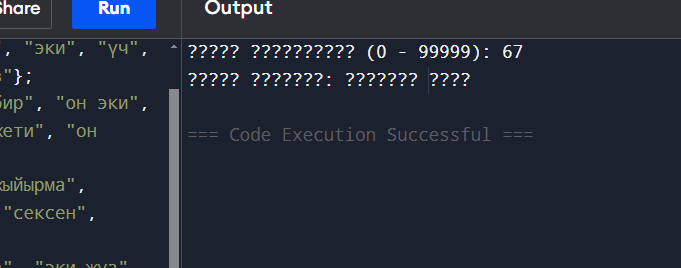 Share Run Output
", "эки", "үч",
"};
бир", "он эки",
жети", "он
жыйырма",
"сексен",
"эки жүз"
????? ?????????? (0 - 99999): 67
????? ???????: ??????? ????
=== Code Execution Successful ===